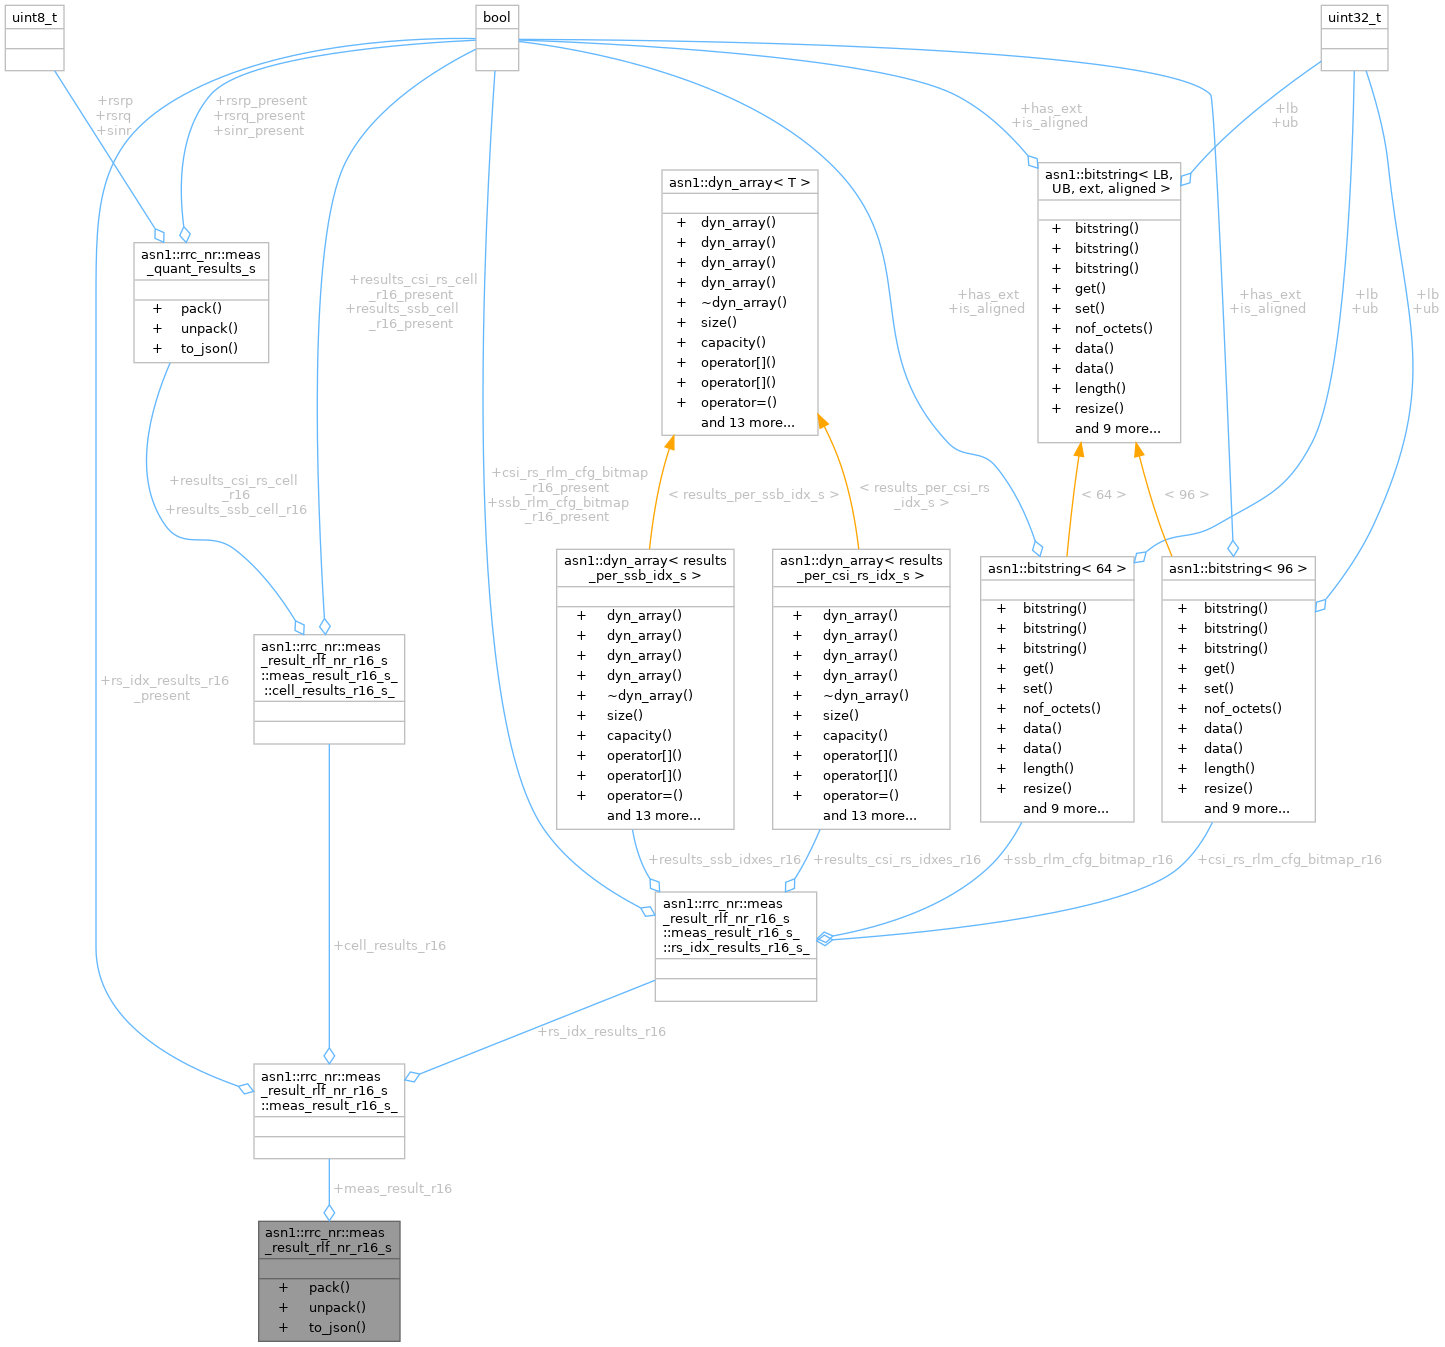 uint8_t
bool
uint32_t
+rsrp
+rsrq
+sinr
+rsrp_present
+rsrq_present
+sinr_present
+has_ext
+is_aligned
+lb
+ub
asn1::bitstring< LB,
UB, ext, aligned >
+ bitstring()
+ bitstring()
+ bitstring()
+ get()
+ set()
+ nof_octets()
+ data()
+ data()
+ length()
+ resize()
and 9 more...
asn1::dyn_array< T >
+ dyn_array()
+ dyn_array()
+ dyn_array()
+ dyn_array()
+ ~dyn_array()
+ size()
+ capacity()
+ operator[]()
+ operator[]()
+ operator=()
and 13 more...
asn1::rrc_nr::meas
_quant_results_s
+ pack()
+ unpack()
+ to_json()
+results_csi_rs_cell
_r16_present
+results_ssb_cell
_r16_present
+has_ext
+is_aligned
+has_ext
+is_aligned
+lb
+ub
+lb
+ub
+results_csi_rs_cell
_r16
+results_ssb_cell_r16
+csi_rs_rlm_cfg_bitmap
_r16_present
+ssb_rlm_cfg_bitmap
_r16_present
< results_per_ssb_idx_s >
< results_per_csi_rs
_idx_s >
< 64 >
< 96 >
asn1::dyn_array< results
_per_ssb_idx_s >
+ dyn_array()
+ dyn_array()
+ dyn_array()
+ dyn_array()
+ ~dyn_array()
+ size()
+ capacity()
+ operator[]()
+ operator[]()
+ operator=()
and 13 more...
asn1::dyn_array< results
_per_csi_rs_idx_s >
+ dyn_array()
+ dyn_array()
+ dyn_array()
+ dyn_array()
+ ~dyn_array()
+ size()
+ capacity()
+ operator[]()
+ operator[]()
+ operator=()
and 13 more...
asn1::bitstring< 64 >
+ bitstring()
+ bitstring()
+ bitstring()
+ get()
+ set()
+ nof_octets()
+ data()
+ data()
+ length()
+ resize()
and 9 more...
asn1::bitstring< 96 >
+ bitstring()
+ bitstring()
+ bitstring()
+ get()
+ set()
+ nof_octets()
+ data()
+ data()
+ length()
+ resize()
and 9 more...
asn1::rrc_nr::meas
_result_rlf_nr_r16_s
::meas_result_r16_s_
::cell_results_r16_s_
+rs_idx_results_r16
_present
+results_ssb_idxes_r16
+results_csi_rs_idxes_r16
+ssb_rlm_cfg_bitmap_r16
+csi_rs_rlm_cfg_bitmap_r16
asn1::rrc_nr::meas
_result_rlf_nr_r16_s
::meas_result_r16_s_
::rs_idx_results_r16_s_
+cell_results_r16
+rs_idx_results_r16
asn1::rrc_nr::meas
_result_rlf_nr_r16_s
::meas_result_r16_s_
+meas_result_r16
asn1::rrc_nr::meas
_result_rlf_nr_r16_s
+ pack()
+ unpack()
+ to_json()